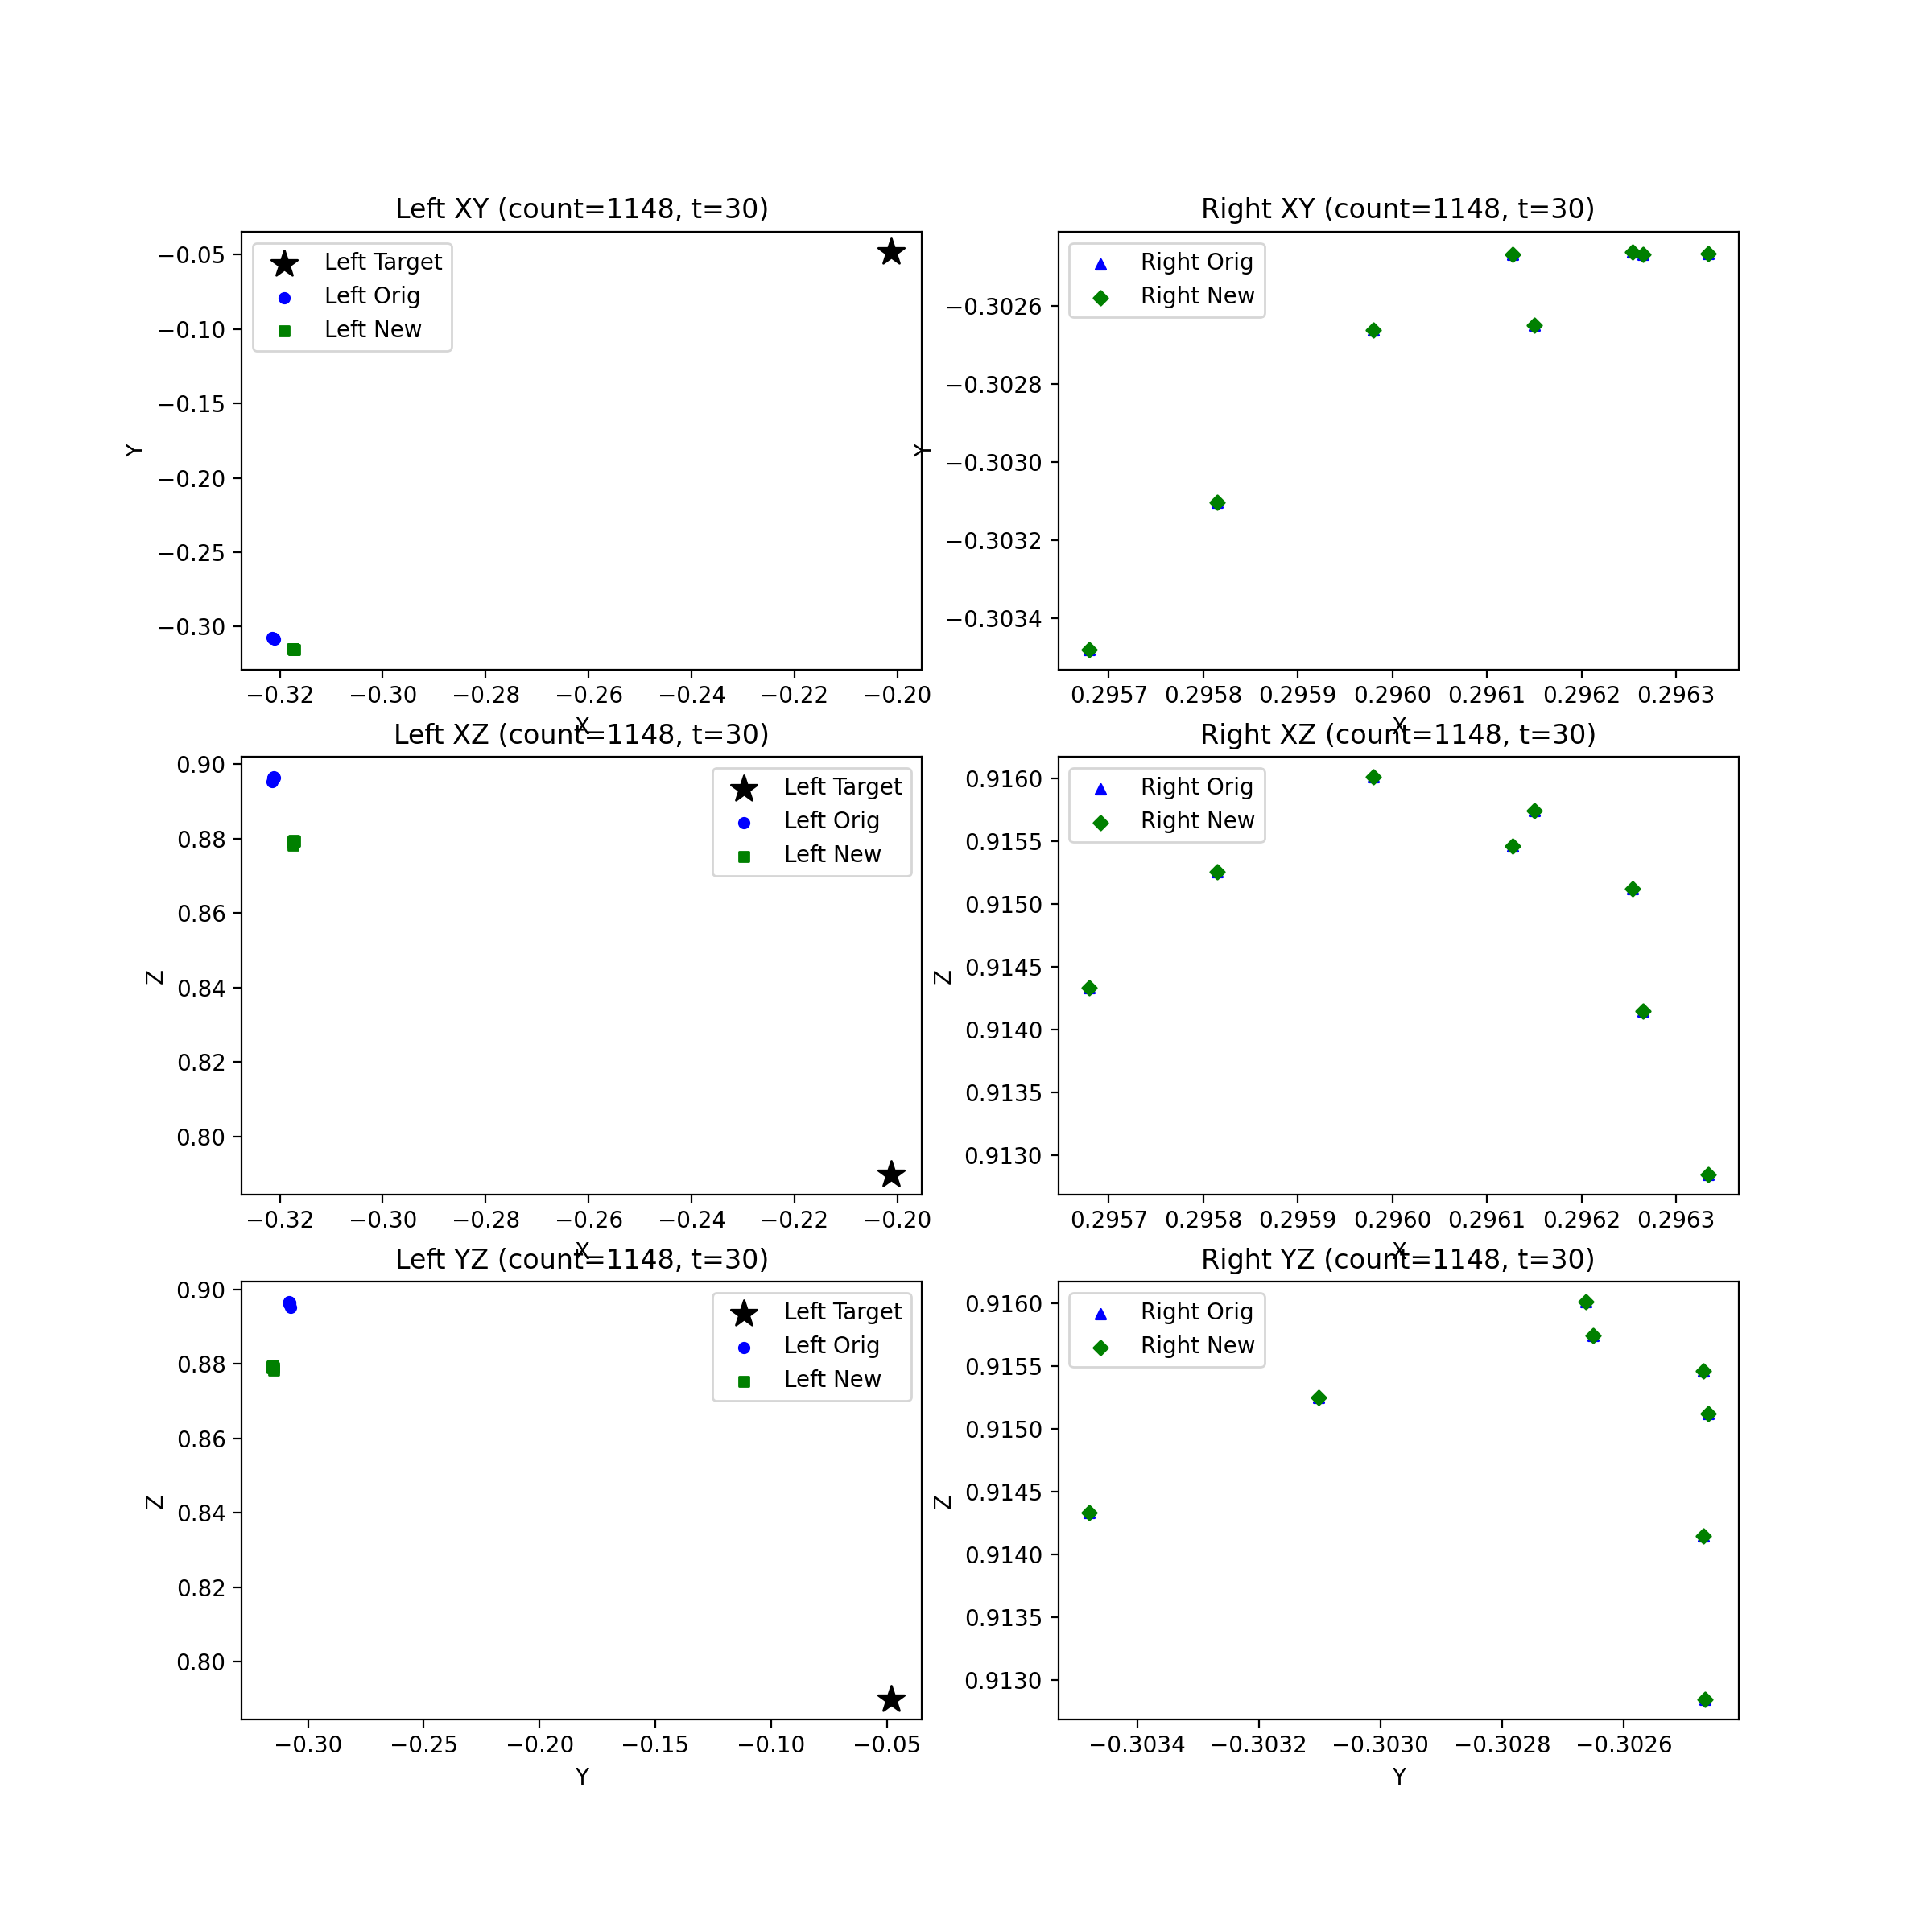 Left XY (count=1148, t=30)
Left Target
Left Orig
Left New
−0.05
−0.10
−0.15
−0.20
−0.25
−0.30
Y
−0.32 −0.30 −0.28 −0.26 −0.24 −0.22 −0.20
X
Right XY (count=1148, t=30)
Right Orig
Right New
−0.3026
−0.3028
−0.3030
−0.3032
−0.3034
Y
0.2957 0.2958 0.2959 0.2960 0.2961 0.2962 0.2963
X
Left XZ (count=1148, t=30)
Left Target
Left Orig
Left New
0.90
0.88
0.86
0.84
0.82
0.80
Z
−0.32 −0.30 −0.28 −0.26 −0.24 −0.22 −0.20
X
Right XZ (count=1148, t=30)
Right Orig
Right New
0.9160
0.9155
0.9150
0.9145
0.9140
0.9135
0.9130
Z
0.2957 0.2958 0.2959 0.2960 0.2961 0.2962 0.2963
X
Left YZ (count=1148, t=30)
Left Target
Left Orig
Left New
0.90
0.88
0.86
0.84
0.82
0.80
Z
−0.30 −0.25 −0.20 −0.15 −0.10 −0.05
Y
Right YZ (count=1148, t=30)
Right Orig
Right New
0.9160
0.9155
0.9150
0.9145
0.9140
0.9135
0.9130
Z
−0.3034 −0.3032 −0.3030 −0.3028 −0.3026
Y